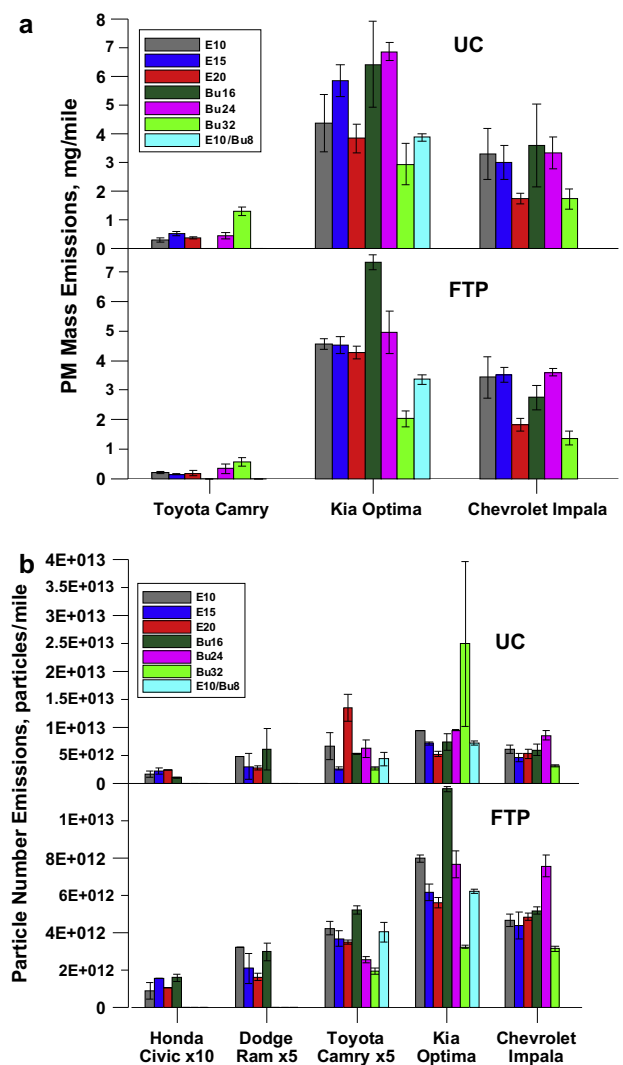 a
UC
E10
E15
E20
Bu16
Bu24
Bu32
E10/Bu8
8
7
6
5
4
3
2
1
0
PM Mass Emissions, mg/mile
FTP
7
6
5
4
3
2
1
0
Toyota Camry
Kia Optima
Chevrolet Impala
b
4E+013
3.5E+013
3E+013
2.5E+013
2E+013
1.5E+013
1E+013
5E+012
0
E10
E15
E20
Bu16
Bu24
Bu32
E10/Bu8
UC
Particle Number Emissions, particles/mile
FTP
1E+013
8E+012
6E+012
4E+012
2E+012
0
Honda Civic x10
Dodge Ram x5
Toyota Camry x5
Kia Optima
Chevrolet Impala